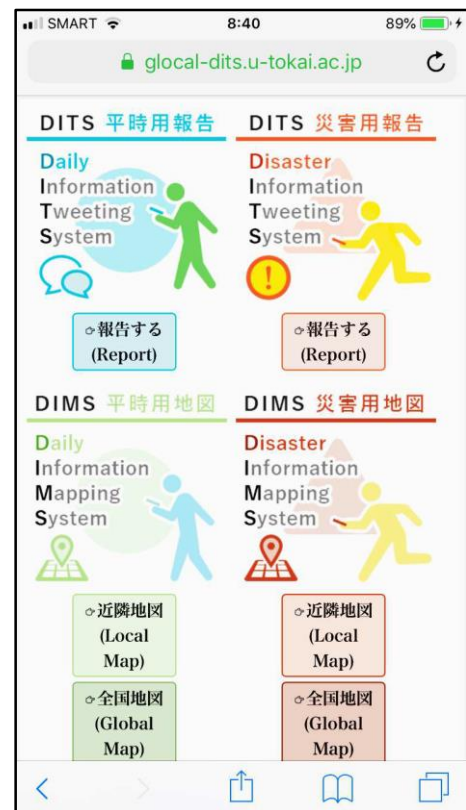 SMART 8:40 89%
glocal-dits.u-tokai.ac.jp
DITS 平時用報告
Daily
Information
Tweeting
System
報告する
(Report)
DITS 災害用報告
Disaster
Information
Tweeting
System
!
報告する
(Report)
DIMS 平時用地図
Daily
Information
Mapping
System
近隣地図
(Local
Map)
全国地図
(Global
Map)
DIMS 災害用地図
Disaster
Information
Mapping
System
近隣地図
(Local
Map)
全国地図
(Global
Map)